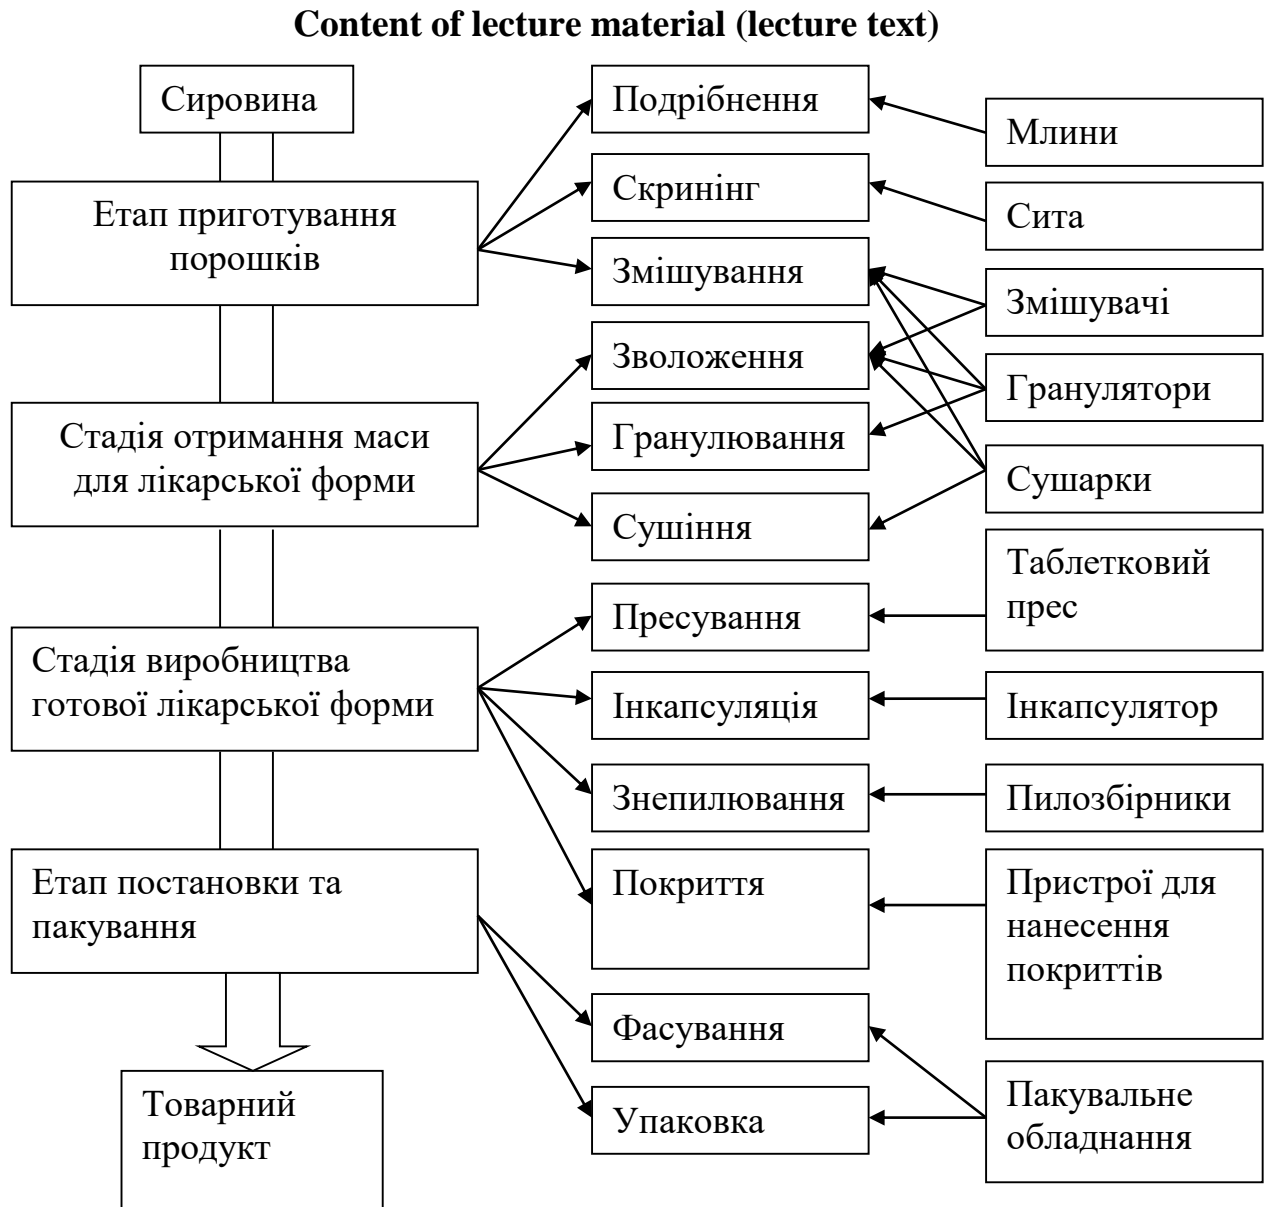 Content of lecture material (lecture text)
Сировина
Етап приготування
порошків
Стадія отримання маси
для лікарської форми
Стадія виробництва
готової лікарської форми
Етап постановки та
пакування
Товарний
продукт
Подрібнення
Скринінг
Змішування
Зволоження
Гранулювання
Сушіння
Пресування
Інкапсуляція
Знепилювання
Покриття
Фасування
Упаковка
Млини
Сита
Змішувачі
Гранулятори
Сушарки
Таблетковий
прес
Інкапсулятор
Пилозбірники
Пристрої для
нанесення
покриттів
Пакувальне
обладнання